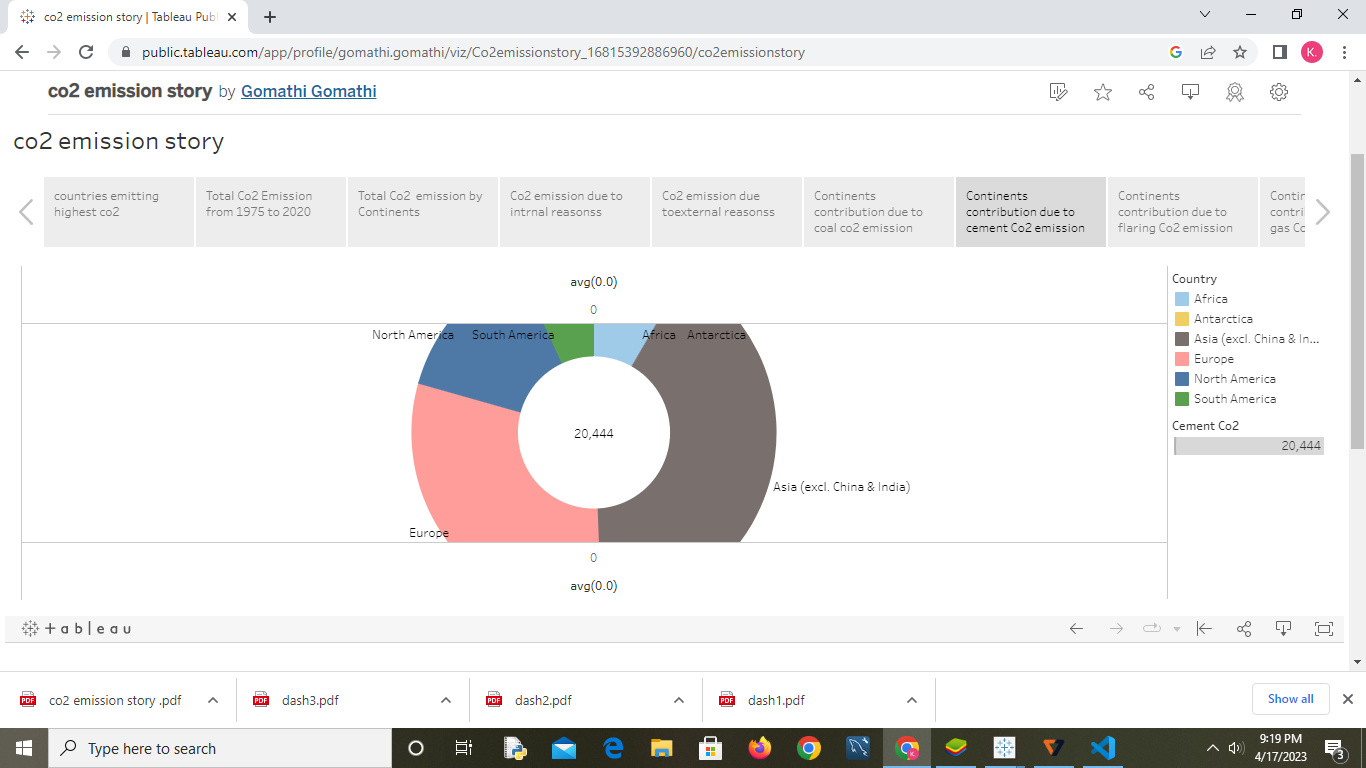 co2 emission story | Tableau Publ
public.tableau.com/app/profile/gomathi.gomathi/viz/Co2emissionstory_16815392886960/co2emissionstory
K.
co2 emission story by Gomathi Gomathi
co2 emission story
countries emitting
highest co2
Total Co2 Emission
from 1975 to 2020
Total Co2 emission by
Continents
Co2 emission due to
intrnal reasonss
Co2 emission due
toexternal reasonss
Continents
contribution due to
coal co2 emission
Continents
contribution due to
cement Co2 emission
Continents
contribution due to
flaring Co2 emission
Contin
contri
gas Co
avg(0.0)
0
North America
South America
Africa
Antarctica
20,444
Asia (excl. China & India)
Europe
0
avg(0.0)
Country
Africa
Antarctica
Asia (excl. China & In...
Europe
North America
South America
Cement Co2
20,444
+ a b l e a u
co2 emission story .pdf
dash3.pdf
dash2.pdf
dash1.pdf
Show all
Type here to search
9:19 PM
4/17/2023
3